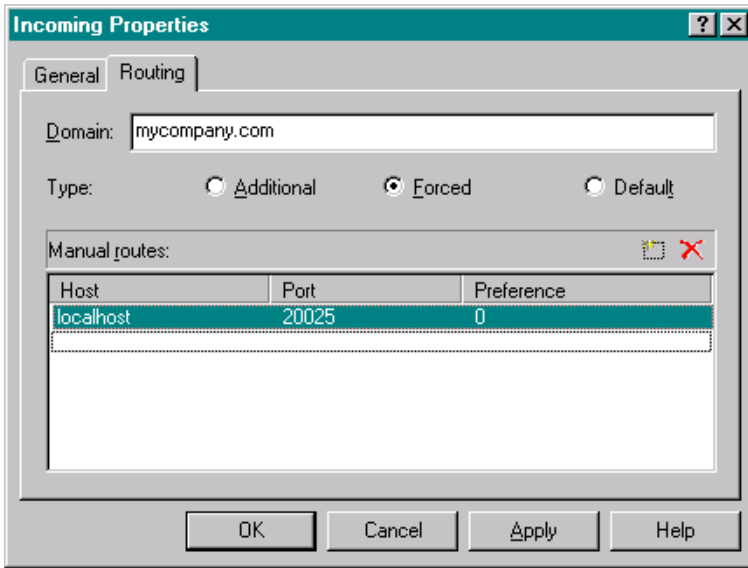 Incoming Properties
General Routing
Domain: mycompany.com
Type: Additional Forced Default
Manual routes:
Host Port Preference
localhost 20025 0
OK Cancel Apply Help